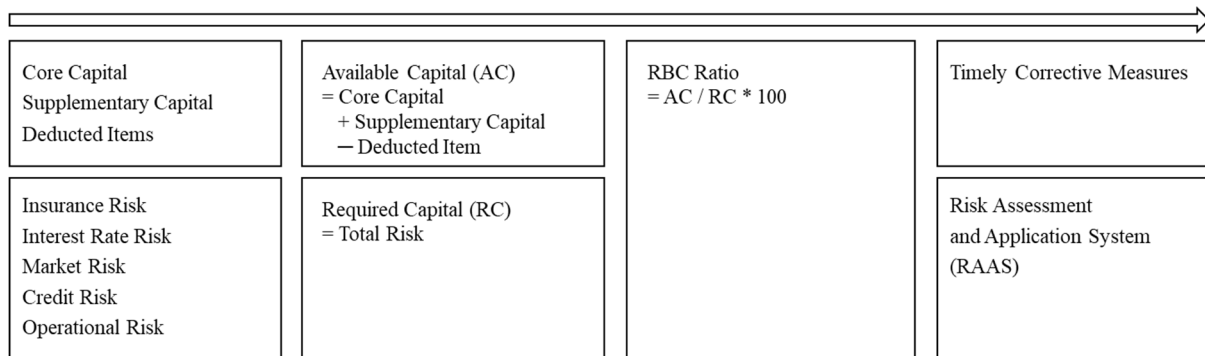 Core Capital
Supplementary Capital
Deducted Items
Insurance Risk
Interest Rate Risk
Market Risk
Credit Risk
Operational Risk
Available Capital (AC)
= Core Capital
+ Supplementary Capital
─ Deducted Item
Required Capital (RC)
= Total Risk
RBC Ratio
= AC / RC * 100
Timely Corrective Measures
Risk Assessment
and Application System
(RAAS)